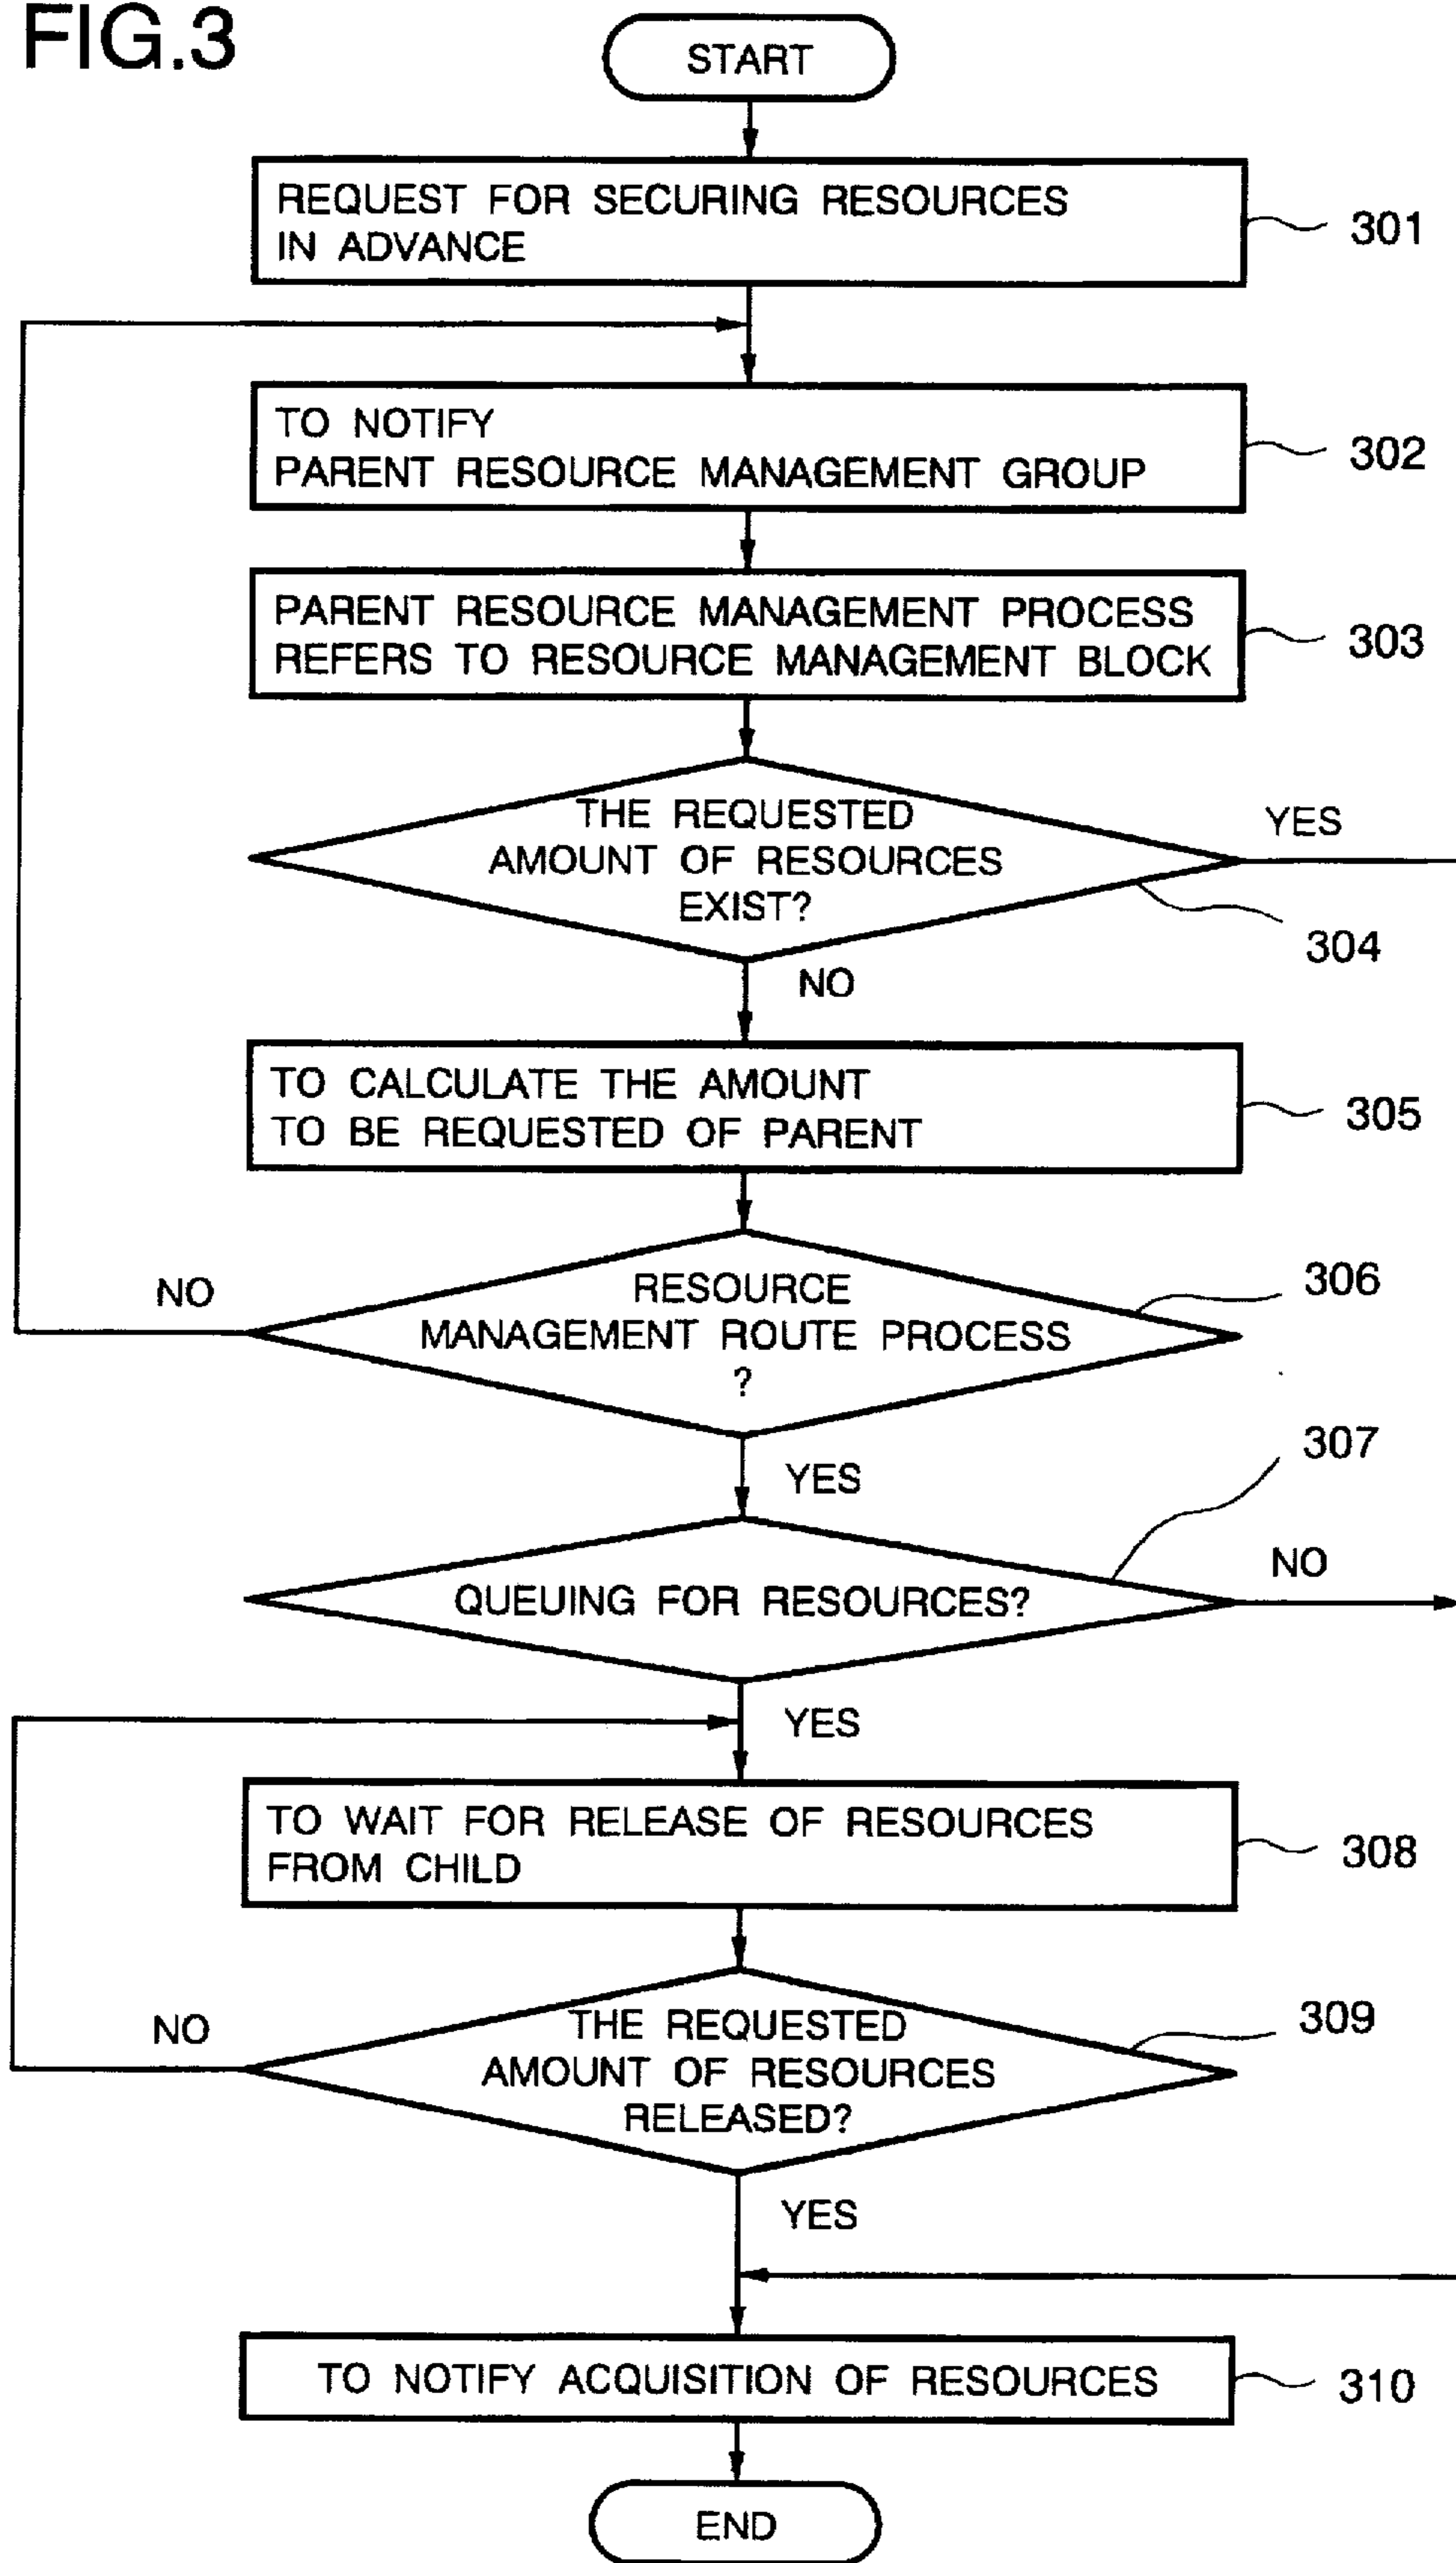 FIG.3
START
REQUEST FOR SECURING RESOURCES
IN ADVANCE
301
TO NOTIFY
PARENT RESOURCE MANAGEMENT GROUP
302
PARENT RESOURCE MANAGEMENT PROCESS
REFERS TO RESOURCE MANAGEMENT BLOCK
303
THE REQUESTED
AMOUNT OF RESOURCES
EXIST?
YES
304
NO
TO CALCULATE THE AMOUNT
TO BE REQUESTED OF PARENT
305
NO
RESOURCE
MANAGEMENT ROUTE PROCESS
?
306
YES
307
QUEUING FOR RESOURCES?
NO
YES
TO WAIT FOR RELEASE OF RESOURCES
FROM CHILD
308
NO
THE REQUESTED
AMOUNT OF RESOURCES
RELEASED?
309
YES
TO NOTIFY ACQUISITION OF RESOURCES
310
END